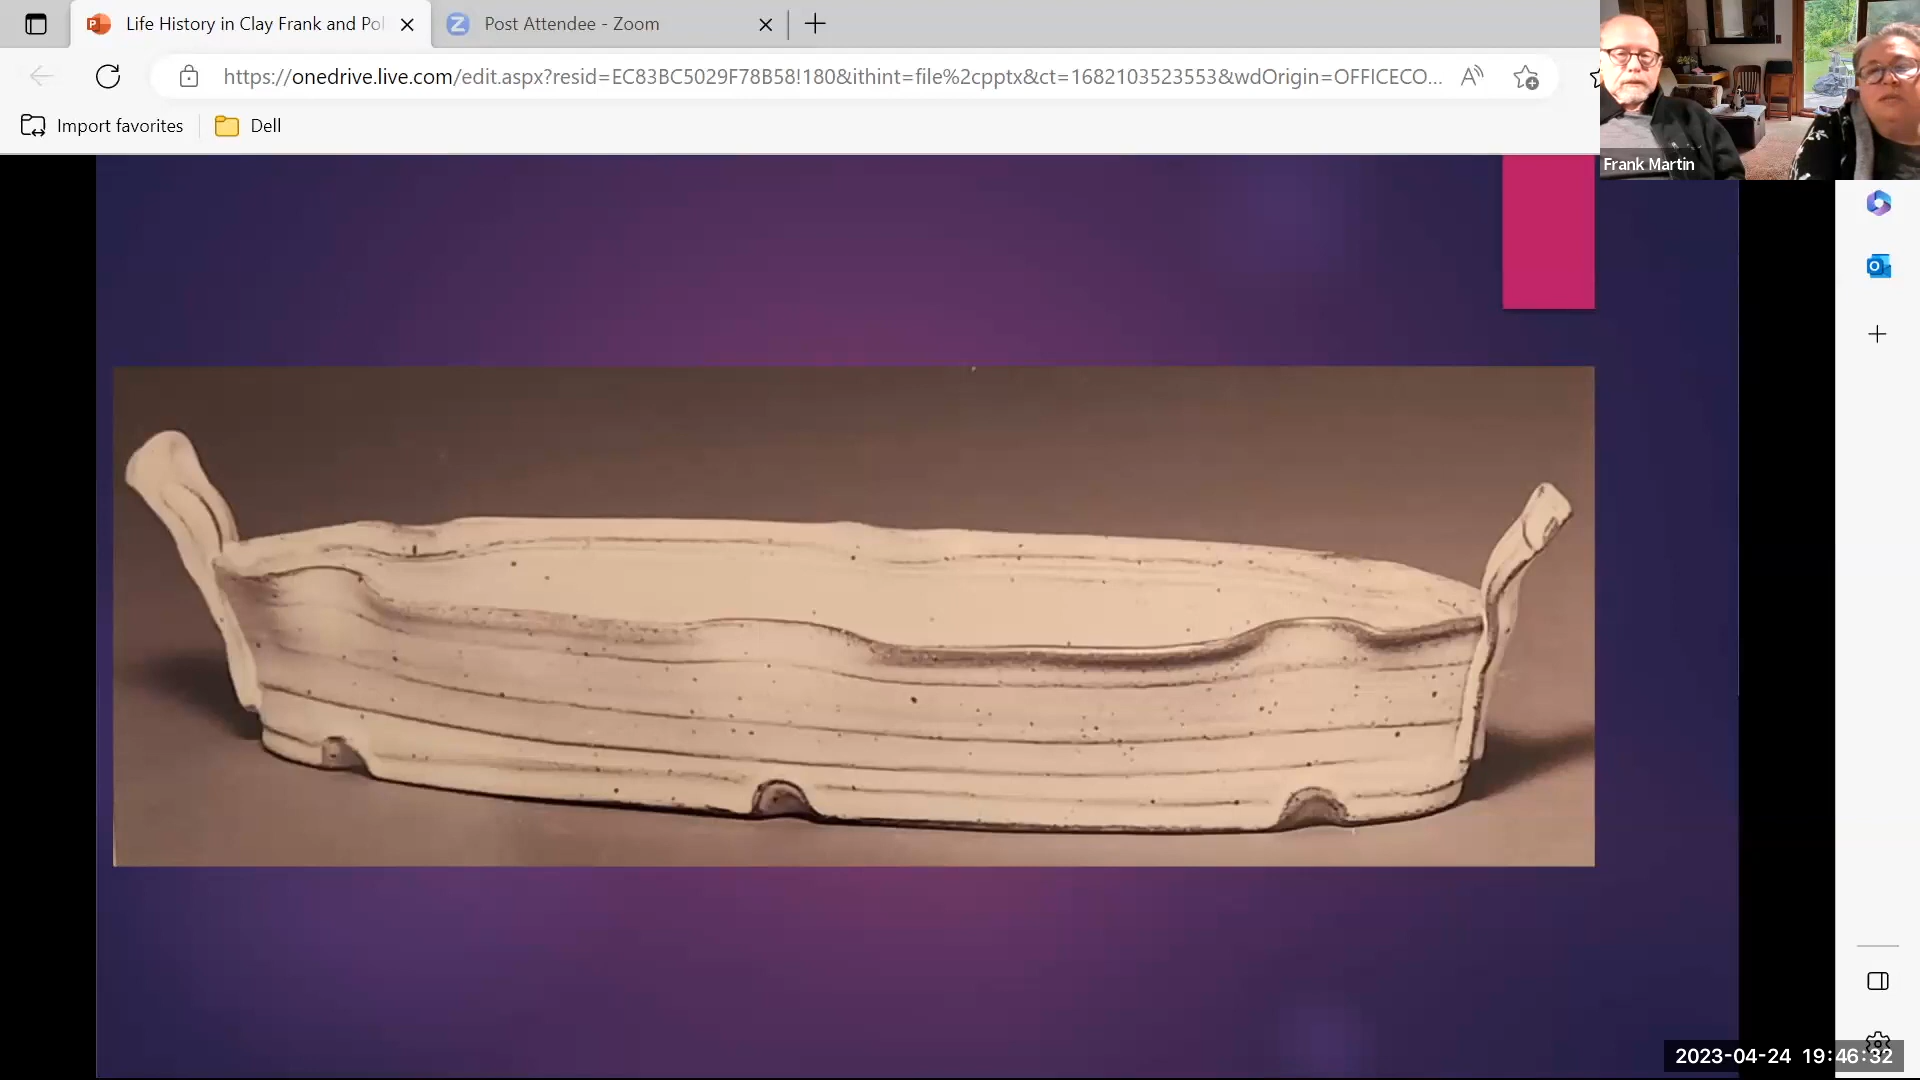 Life History in Clay Frank and Pol
Post Attendee - Zoom
https://onedrive.live.com/edit.aspx?resid=EC83BC5029F78B58!180&ithint=file%2cpptx&ct=1682103523553&wdOrigin=OFFICECO...
Import favorites
Dell
Frank Martin
2023-04-24 19:46:32